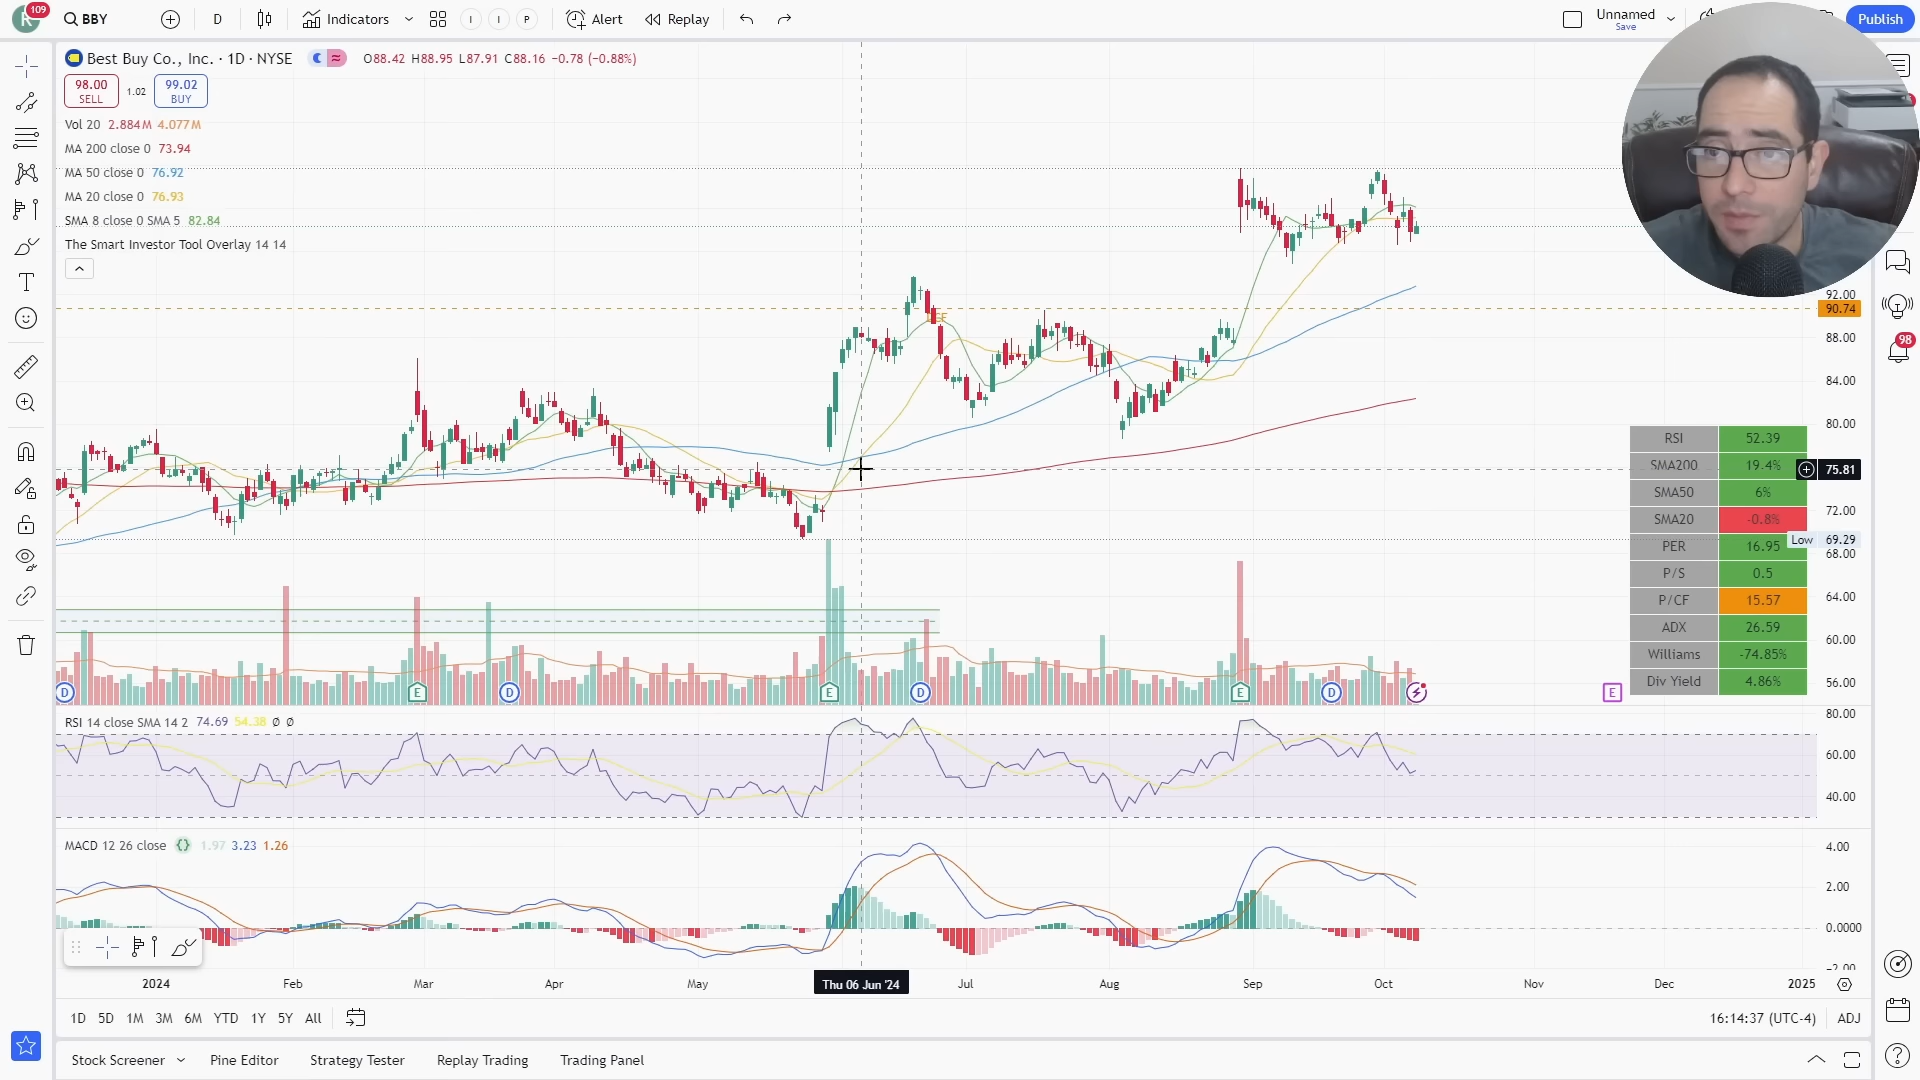 109
BBY
D
Indicators
I
I
P
Alert
Replay
Unnamed
Save
Publish
Best Buy Co., Inc. · 1D · NYSE
O88.42 H88.95 L87.91 C88.16 −0.78 (−0.88%)
98.00
SELL
1.02
99.02
BUY
Vol 20 2.884M 4.077M
MA 200 close 0 73.94
MA 50 close 0 76.92
MA 20 close 0 76.93
SMA 8 close 0 SMA 5 82.84
The Smart Investor Tool Overlay 14 14
92.00
90.74
88.00
84.00
80.00
75.81
72.00
Low 69.29
68.00
64.00
60.00
56.00
98
RSI 52.39
SMA200 19.4%
SMA50 6%
SMA20 -0.8%
PER 16.95
P/S 0.5
P/CF 15.57
ADX 26.59
Williams -74.85%
Div Yield 4.86%
D
E
D
E
D
E
D
E
RSI 14 close SMA 14 2 74.69 54.38 Ø Ø
80.00
60.00
40.00
MACD 12 26 close 1.97 3.23 1.26
4.00
2.00
0.0000
−2.00
2024
Feb
Mar
Apr
May
Thu 06 Jun '24
Jul
Aug
Sep
Oct
Nov
Dec
2025
1D 5D 1M 3M 6M YTD 1Y 5Y All
16:14:37 (UTC-4)
ADJ
Stock Screener
Pine Editor
Strategy Tester
Replay Trading
Trading Panel